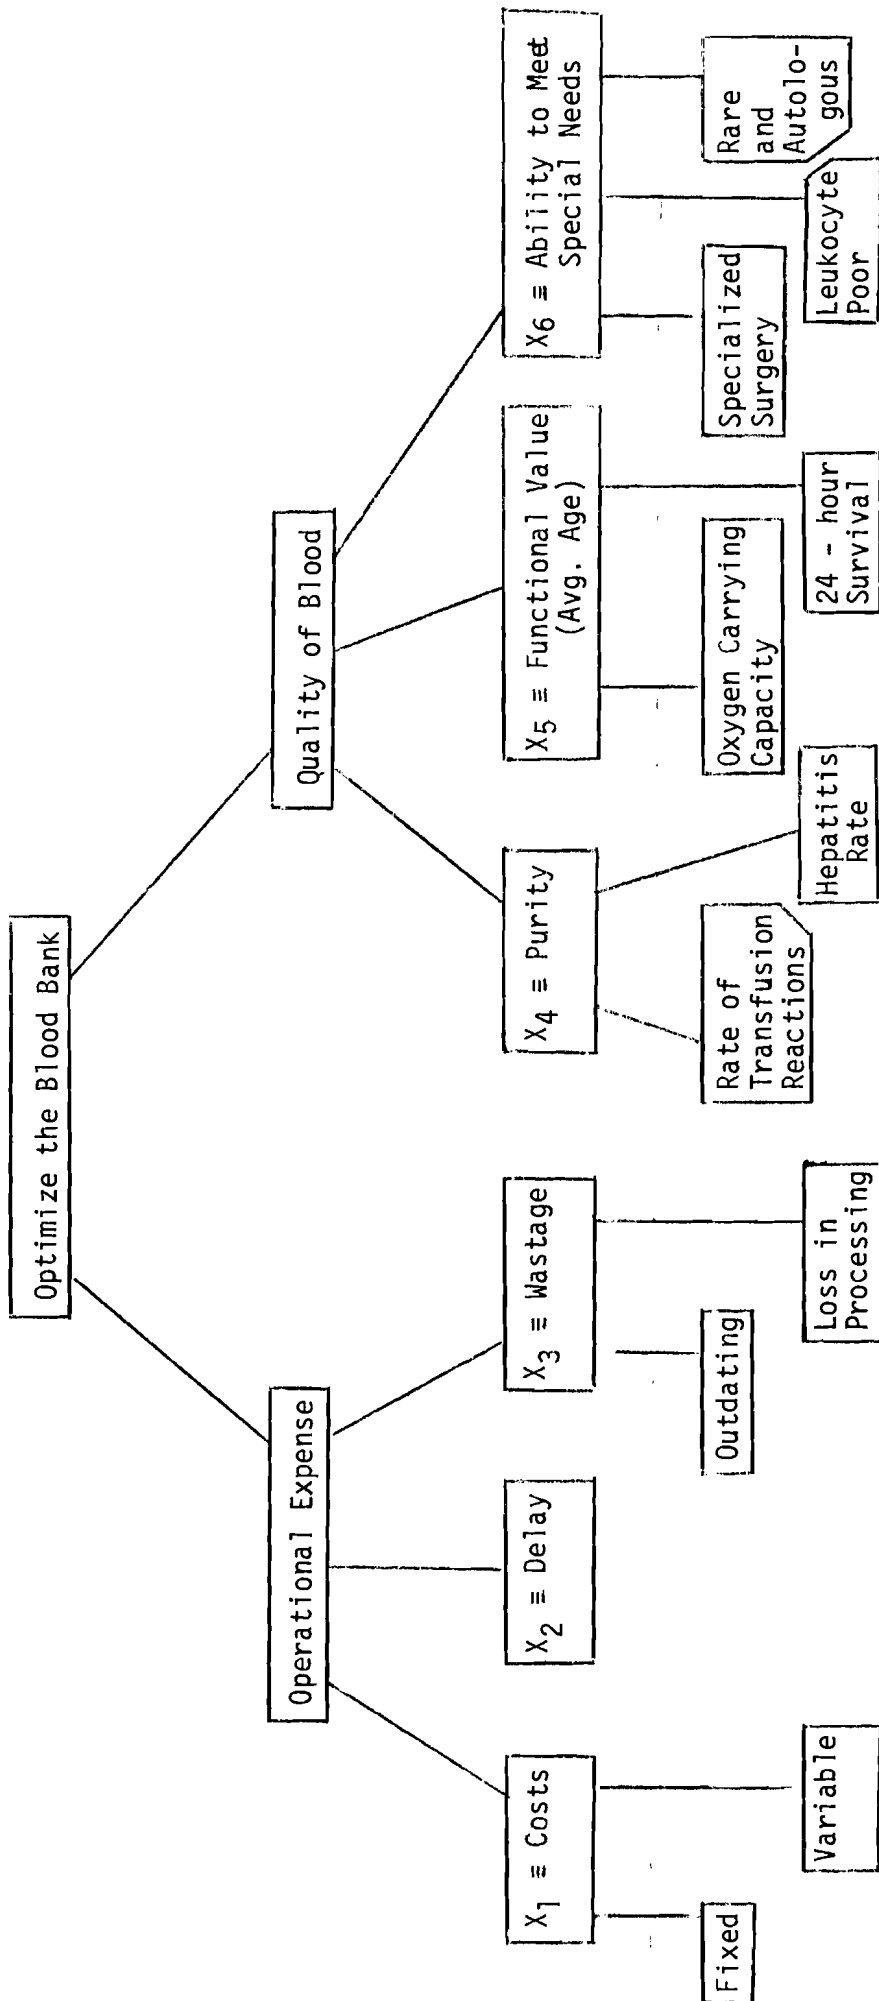 Optimize the Blood Bank
Operational Expense
Quality of Blood
X1 ≡ Costs
X2 ≡ Delay
X3 ≡ Wastage
X4 ≡ Purity
X5 ≡ Functional Value
(Avg. Age)
X6 ≡ Ability to Meet
Special Needs
Fixed
Variable
Outdating
Loss in
Processing
Rate of
Transfusion
Reactions
Hepatitis
Rate
Oxygen Carrying
Capacity
24 - hour
Survival
Specialized
Surgery
Leukocyte
Poor
Rare
and
Autolo-
gous